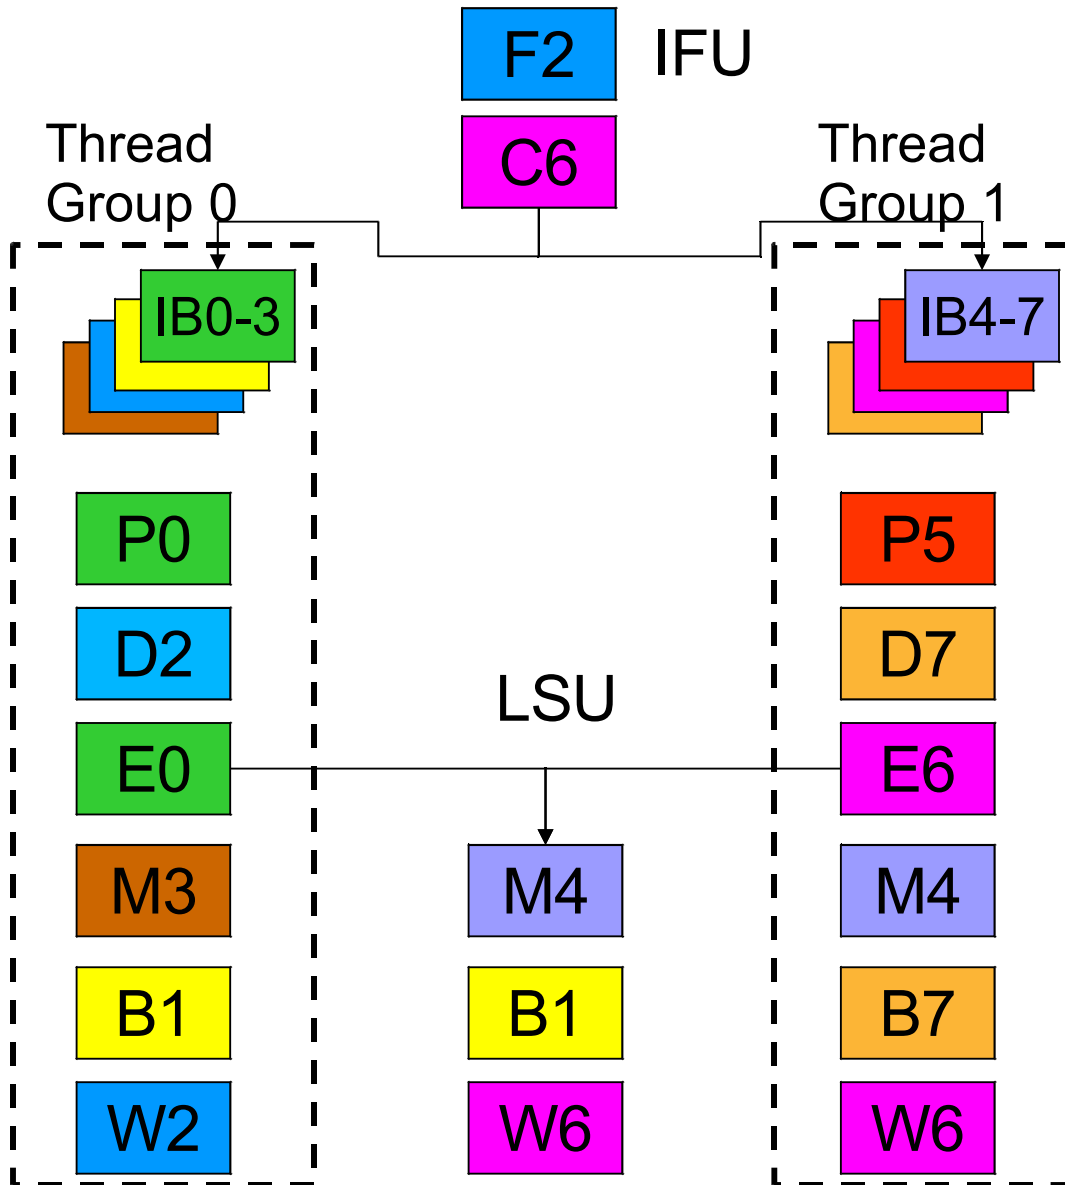 F2
IFU
C6
Thread
Group 0
Thread
Group 1
IB0-3
IB4-7
P0
P5
D2
D7
LSU
E0
E6
M3
M4
M4
B1
B1
B7
W2
W6
W6